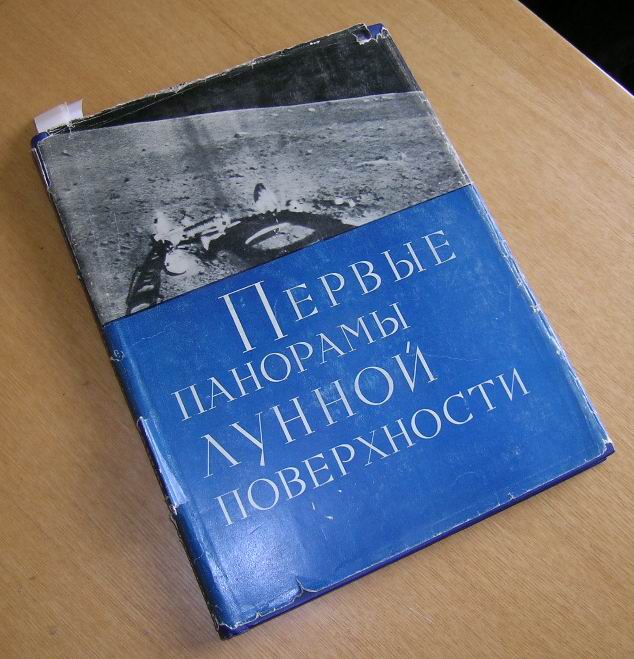 Первые
панорамы
лунной
поверхности